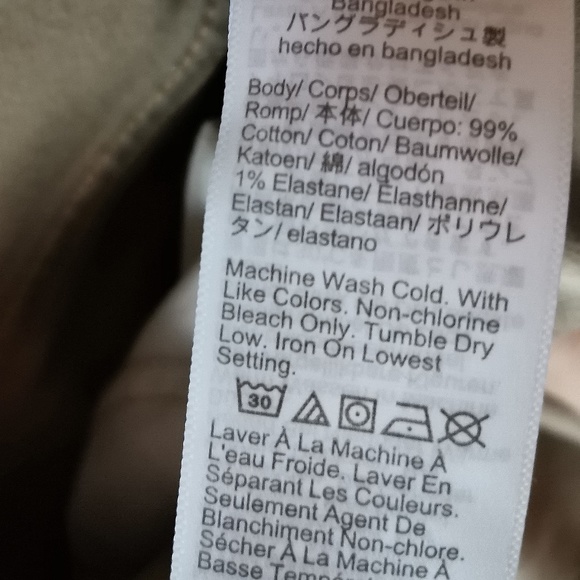 Bangladesh
バングラディシュ製
hecho en bangladesh
Body/ Corps/ Oberteil/
Romp/ 本体/ Cuerpo: 99%
Cotton/ Coton/ Baumwolle/
Katoen/ 綿/ algodón
1% Elastane/ Élasthanne/
Elastan/ Elastaan/ ポリウレ
タン/ elastano
Machine Wash Cold. With
Like Colors. Non-chlorine
Bleach Only. Tumble Dry
Low. Iron On Lowest
Setting.
30
Laver À La Machine À
L'eau Froide. Laver En
Séparant Les Couleurs.
Seulement Agent De
Blanchiment Non-chlore.
Sécher À La Machine À
Basse